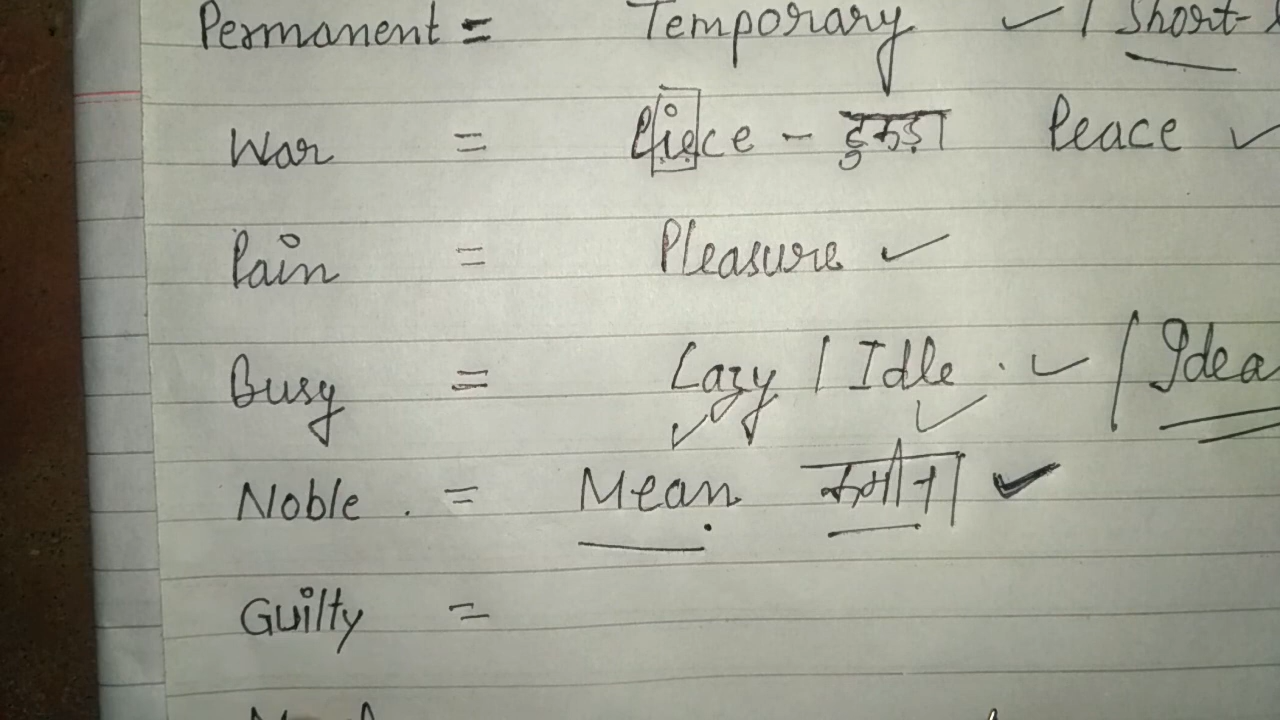 Permanent = Temporary ✓ / Short-
War = Piece - टुकड़ा Peace ✓
Pain = Pleasure ✓
Busy = Lazy / Idle . ✓ / Idea
Noble . = Mean कमीना ✓
Guilty =